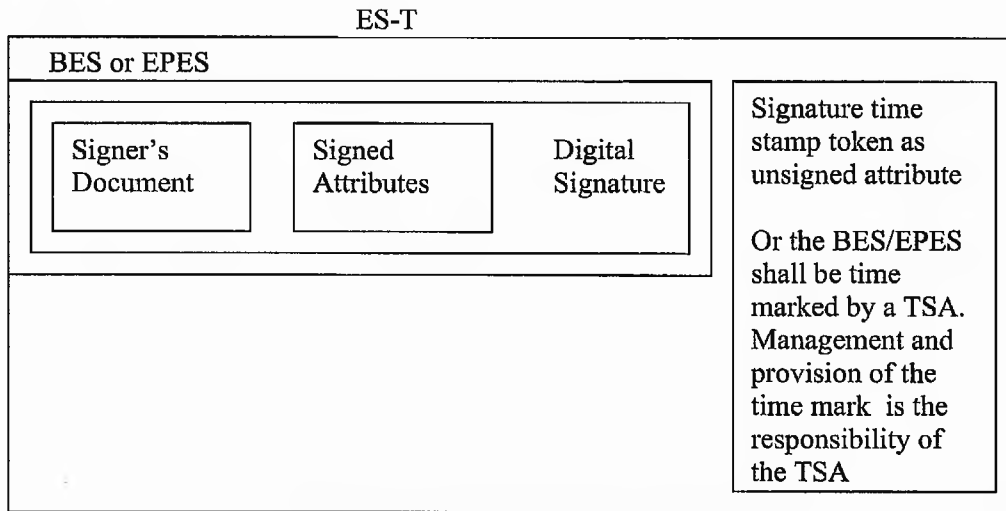 ES-T
BES or EPES
Signer's
Document
Signed
Attributes
Digital
Signature
Signature time
stamp token as
unsigned attribute
Or the BES/EPES
shall be time
marked by a TSA.
Management and
provision of the
time mark is the
responsibility of
the TSA